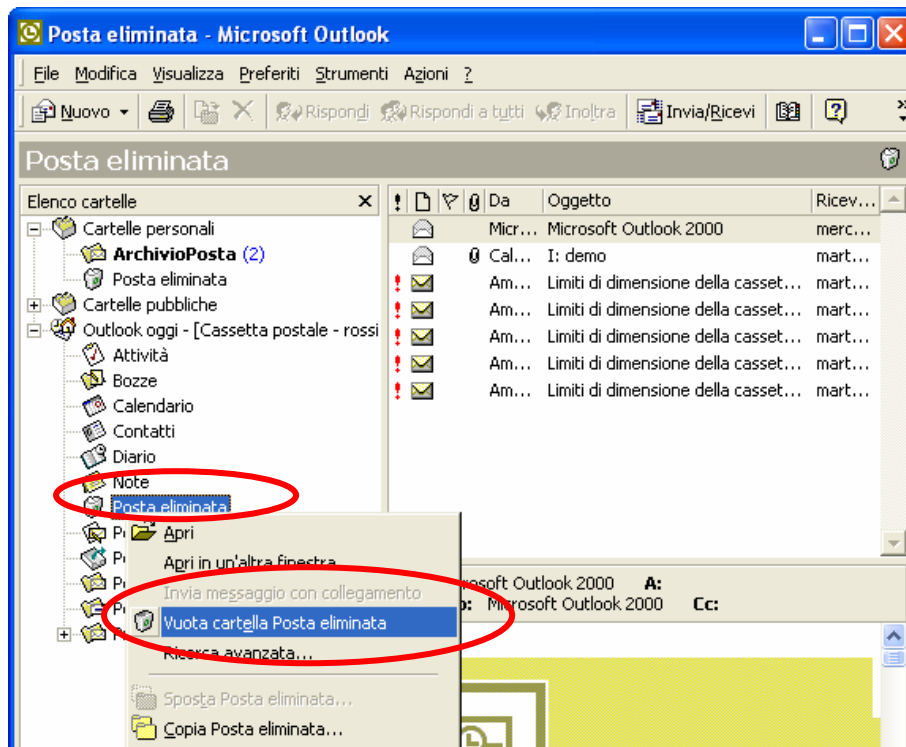 Posta eliminata - Microsoft Outlook
File Modifica Visualizza Preferiti Strumenti Azioni ?
Nuovo Rispondi Rispondi a tutti Inoltra Invia/Ricevi
Posta eliminata
Elenco cartelle
! Da Oggetto Ricev...
Cartelle personali
ArchivioPosta (2)
Posta eliminata
Cartelle pubbliche
Outlook oggi - [Cassetta postale - rossi
Attività
Bozze
Calendario
Contatti
Diario
Note
Posta eliminata
Micr... Microsoft Outlook 2000 merc...
Cal... I: demo mart...
Am... Limiti di dimensione della casset... mart...
Am... Limiti di dimensione della casset... mart...
Am... Limiti di dimensione della casset... mart...
Am... Limiti di dimensione della casset... mart...
Am... Limiti di dimensione della casset... mart...
Apri
Apri in un'altra finestra
Invia messaggio con collegamento
Vuota cartella Posta eliminata
Ricerca avanzata...
Sposta Posta eliminata...
Copia Posta eliminata...
Outlook 2000 A:
Microsoft Outlook 2000 Cc: